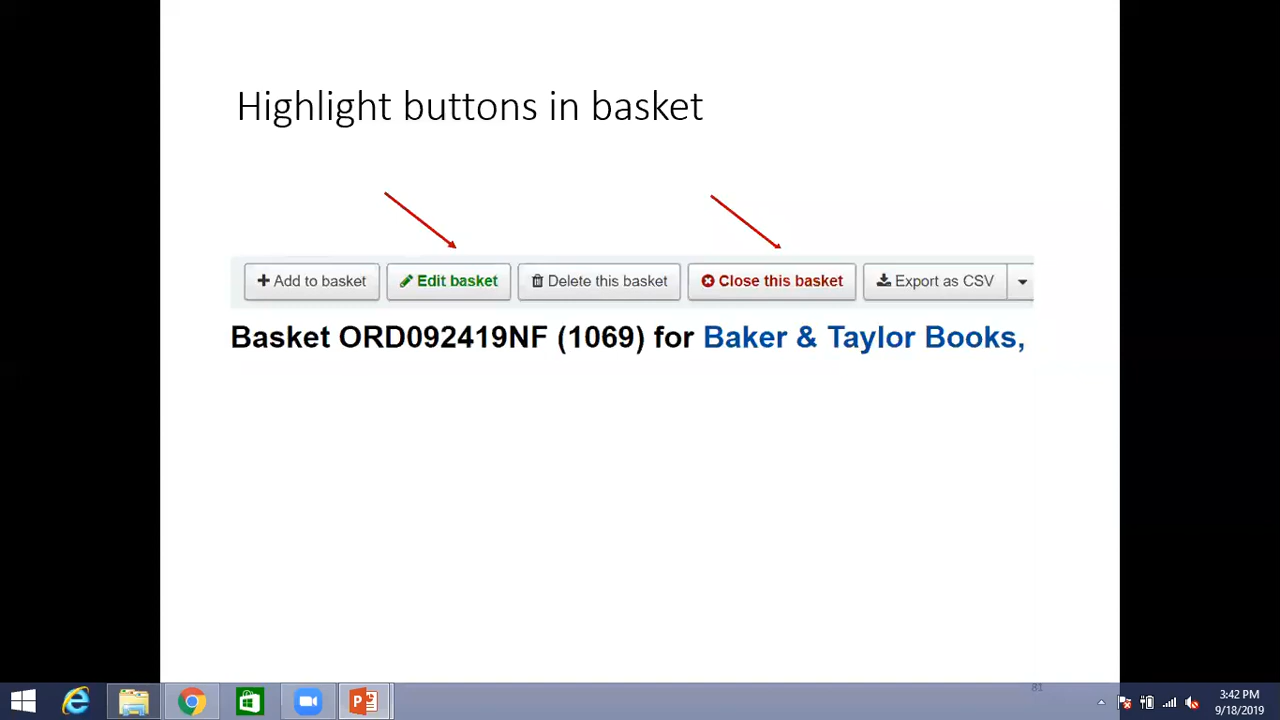 Highlight buttons in basket
Add to basket Edit basket Delete this basket Close this basket Export as CSV
Basket ORD092419NF (1069) for Baker & Taylor Books,
81
3:42 PM
9/18/2019